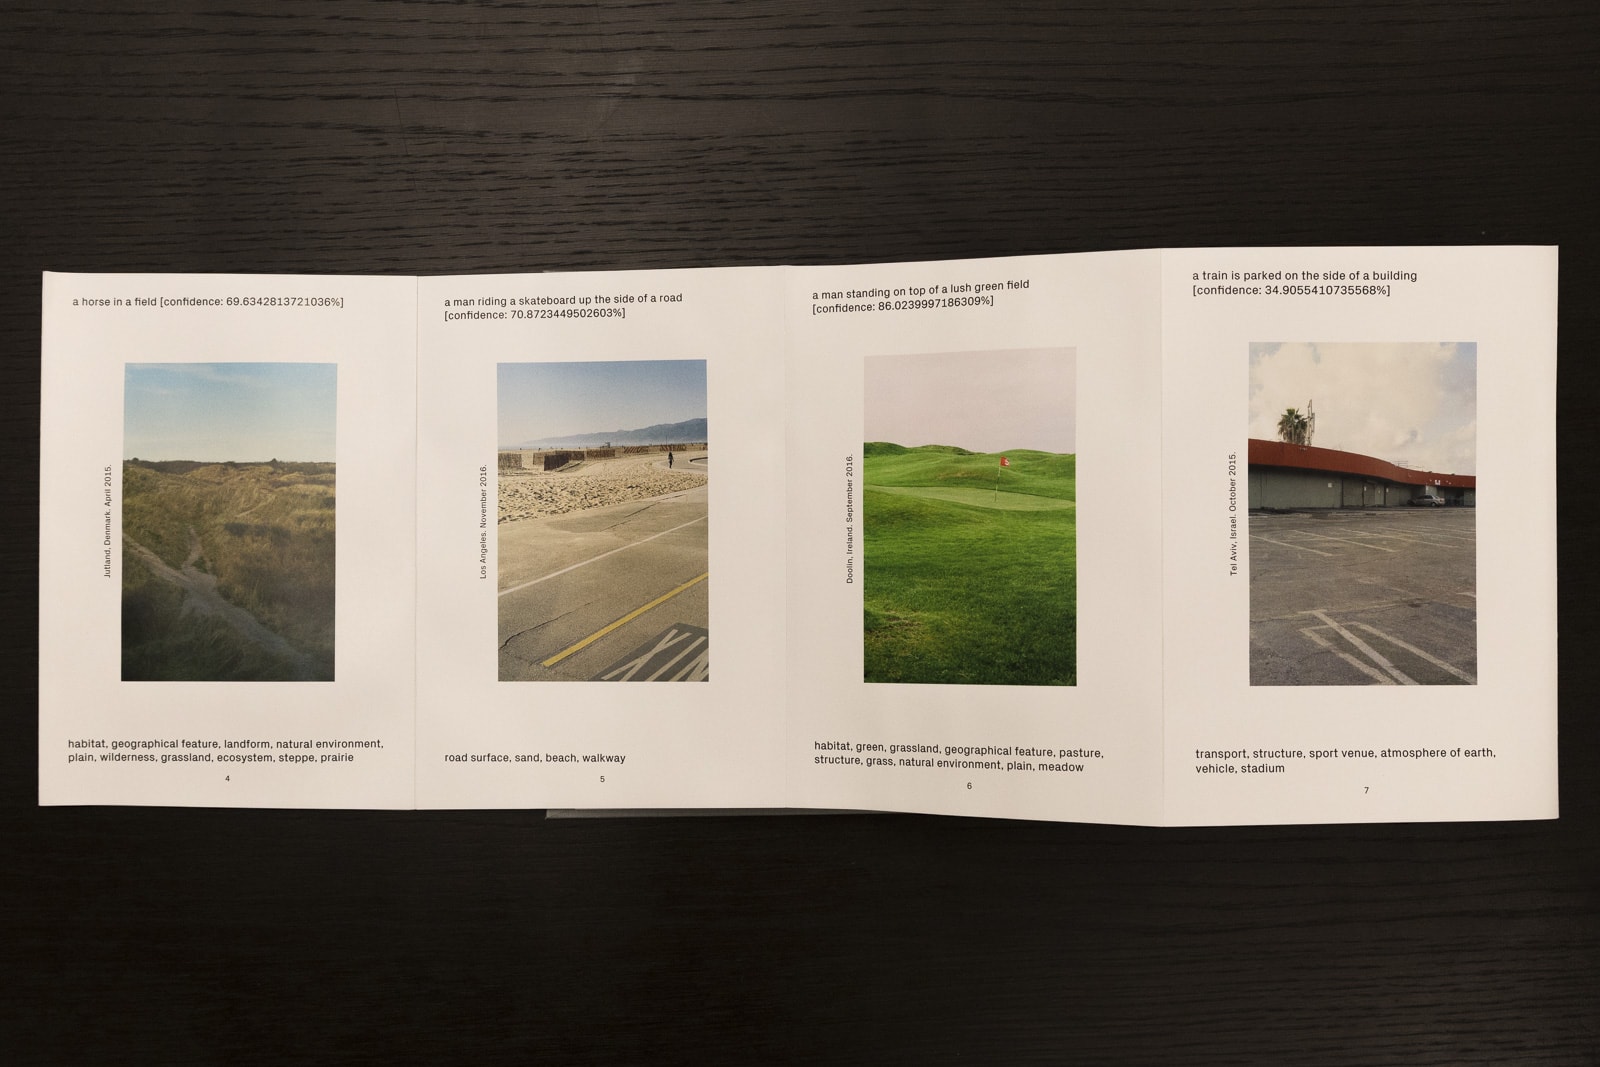 a horse in a field [confidence: 69.6342813721036%]
Jutland, Denmark. April 2015.
habitat, geographical feature, landform, natural environment,
plain, wilderness, grassland, ecosystem, steppe, prairie
4
a man riding a skateboard up the side of a road
[confidence: 70.8723449502603%]
Los Angeles. November 2016.
road surface, sand, beach, walkway
5
a man standing on top of a lush green field
[confidence: 86.0239997186309%]
Doolin, Ireland. September 2016.
habitat, green, grassland, geographical feature, pasture,
structure, grass, natural environment, plain, meadow
6
a train is parked on the side of a building
[confidence: 34.9055410735568%]
Tel Aviv, Israel. October 2015.
transport, structure, sport venue, atmosphere of earth,
vehicle, stadium
7